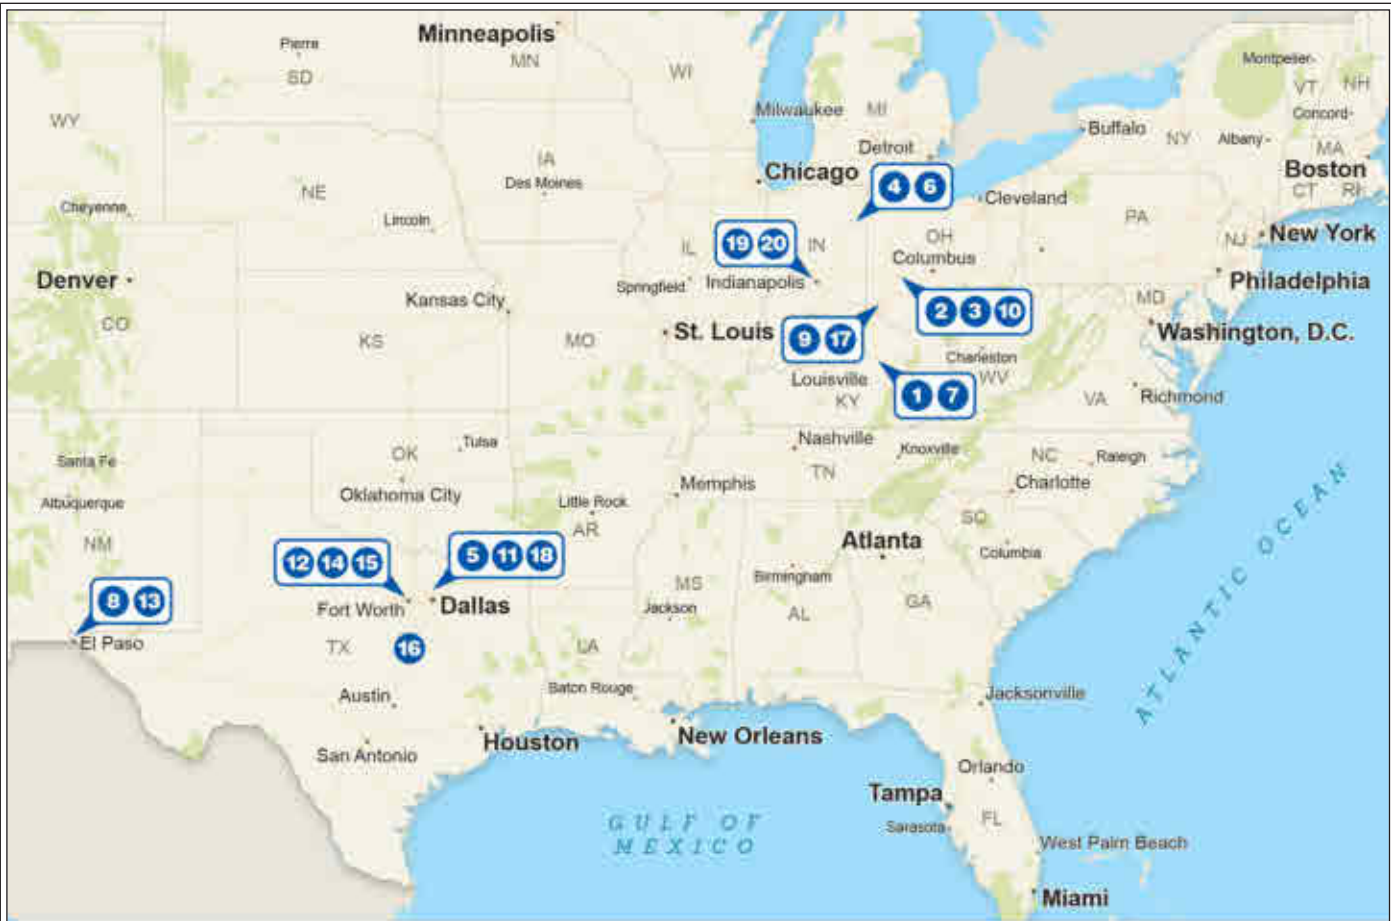 Minneapolis
Pierre
SD
MN
WI
Montpelier
VT NH
Milwaukee
MI
Concord
WY
Buffalo
NY
Albany
MA
Detroit
IA
Chicago
4 6
Boston
Des Moines
NE
CT RI
Cleveland
Cheyenne
Lincoln
PA
19 20
IN
OH
NJ
New York
IL
Columbus
Denver
Springfield
Indianapolis
Philadelphia
Kansas City
MD
2 3 10
CO
KS
MO
St. Louis
9 17
Washington, D.C.
Charleston
WV
Louisville
KY
1 7
VA
Richmond
Tulsa
Nashville
Knoxville
OK
NC
Raleigh
Santa Fe
TN
Oklahoma City
Memphis
Charlotte
Albuquerque
Little Rock
AR
SC
NM
Atlanta
Columbia
ATLANTIC OCEAN
12 14 15
5 11 18
MS
Birmingham
8 13
Fort Worth
Dallas
Jackson
AL
GA
El Paso
TX
16
LA
Austin
Baton Rouge
Jacksonville
Houston
New Orleans
San Antonio
Orlando
Tampa
GULF OF
MEXICO
Sarasota
FL
West Palm Beach
Miami